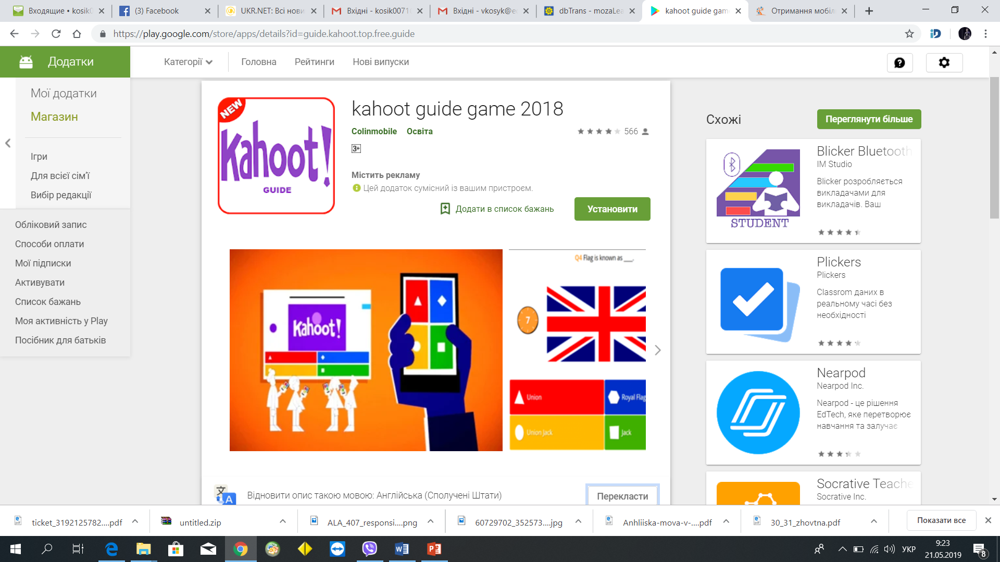 Входящие • kosik0
(3) Facebook
UKR.NET: Всі нови
Вхідні - kosik0071
Вхідні - vkosyk@e
dbTrans - mozaLea
kahoot guide gam
Отримання мобіл
https://play.google.com/store/apps/details?id=guide.kahoot.top.free.guide
Додатки
Категорії
Головна
Рейтинги
Нові випуски
Мої додатки
Магазин
Ігри
Для всієї сім’ї
Вибір редакції
Обліковий запис
Способи оплати
Мої підписки
Активувати
Список бажань
Моя активність у Play
Посібник для батьків
NEW
Kahoot!
GUIDE
kahoot guide game 2018
Colinmobile Освіта
566
3+
Містить рекламу
Цей додаток сумісний із вашим пристроєм.
Додати в список бажань
Установити
Kahoot!
Q4 Flag is known as ___.
7
Union
Royal Flag
Union Jack
Jack
Відновити опис такою мовою: Англійська (Сполучені Штати)
Перекласти
Схожі
Переглянути більше
STUDENT
Blicker Bluetooth
IM Studio
Blicker розробляється
викладачами для
викладачів. Ваш
Plickers
Plickers
Classrom даних в
реальному часі без
необхідності
Nearpod
Nearpod Inc.
Nearpod - це рішення
EdTech, яке перетворює
навчання та залучає
Socrative Teache
Socrative Inc.
ticket_3192125782....pdf
untitled.zip
ALA_407_responsi....png
60729702_352573....jpg
Anhliiska-mova-v-....pdf
30_31_zhovtna.pdf
Показати все
УКР
9:23
21.05.2019
8